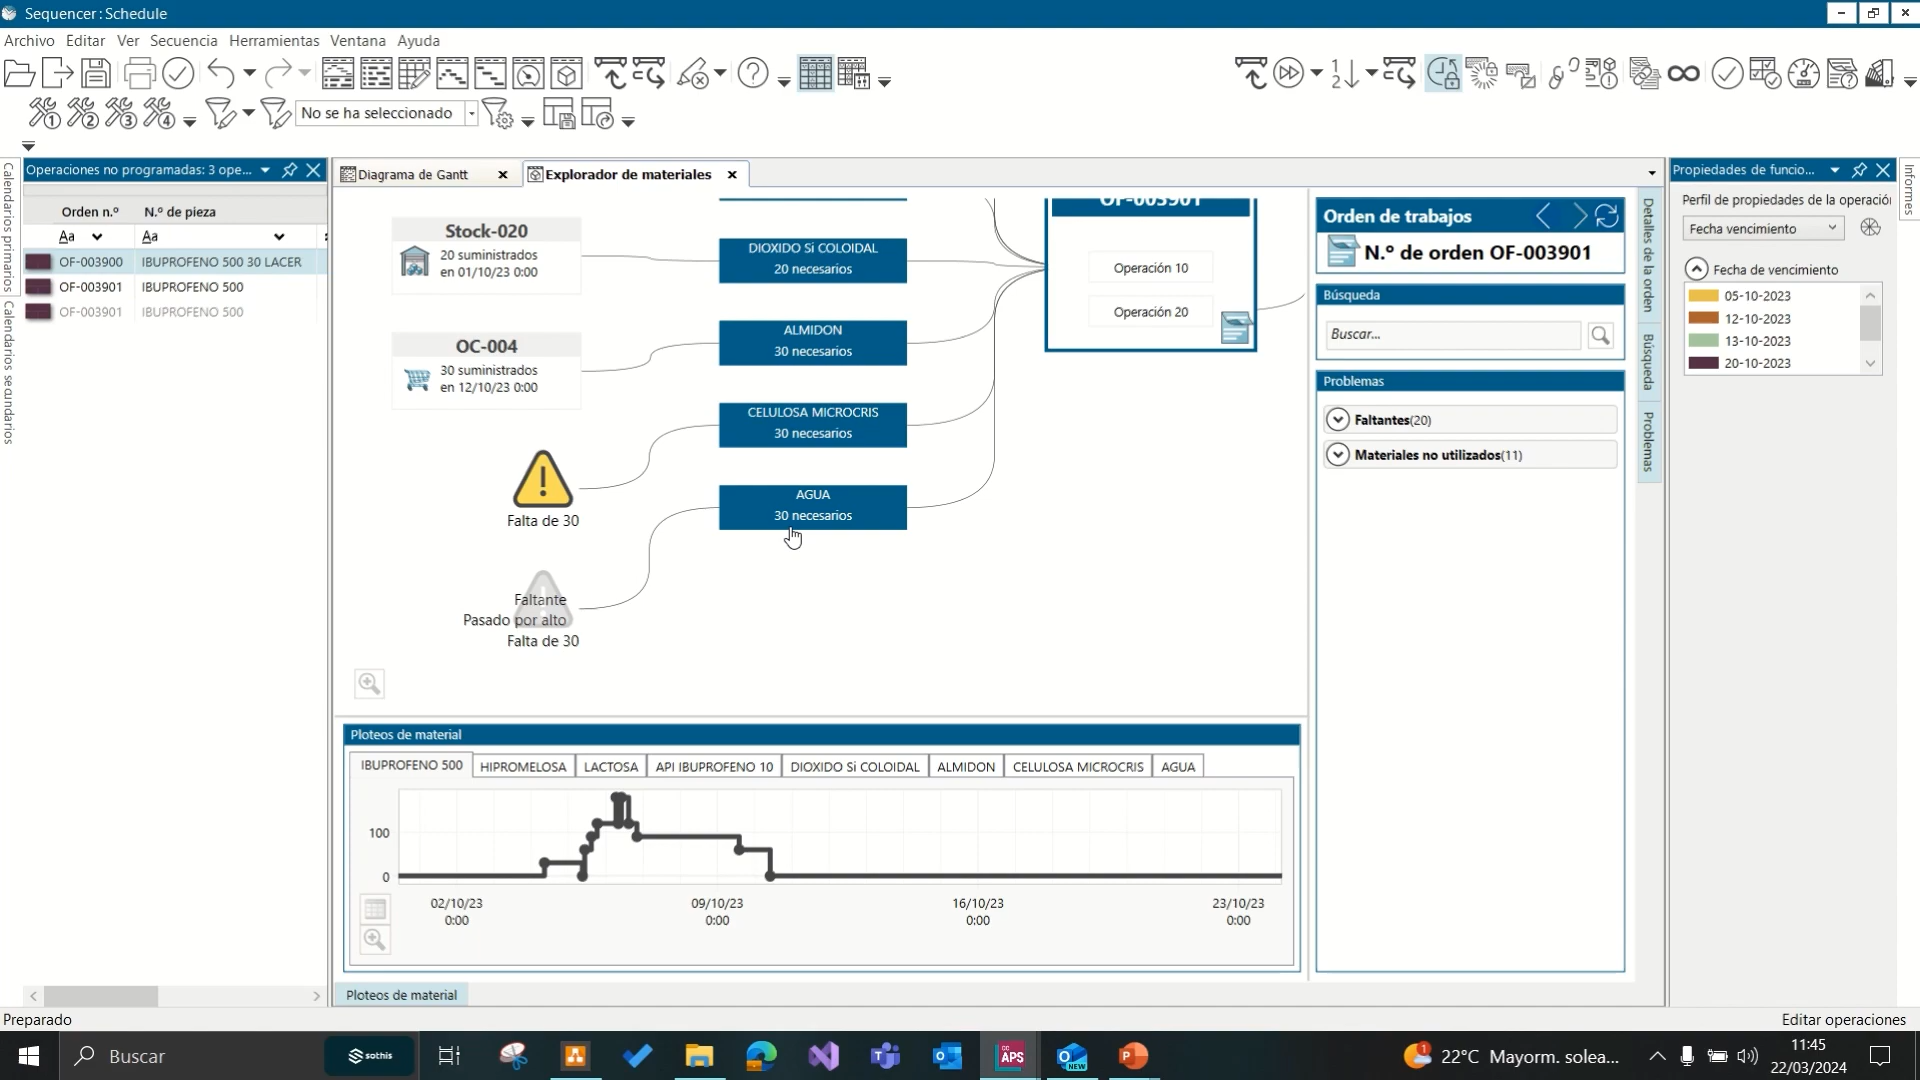 Sequencer : Schedule
Archivo Editar Ver Secuencia Herramientas Ventana Ayuda
No se ha seleccionado
Operaciones no programadas: 3 ope...
Orden n.º N.º de pieza
Aa Aa
OF-003900 IBUPROFENO 500 30 LACER
OF-003901 IBUPROFENO 500
OF-003901 IBUPROFENO 500
Calendarios primarios
Calendarios secundarios
Diagrama de Gantt
Explorador de materiales
Stock-020
20 suministrados
en 01/10/23 0:00
OC-004
30 suministrados
en 12/10/23 0:00
Falta de 30
Faltante
Pasado por alto
Falta de 30
DIOXIDO Si COLOIDAL
20 necesarios
ALMIDON
30 necesarios
CELULOSA MICROCRIS
30 necesarios
AGUA
30 necesarios
OF-003901
Operación 10
Operación 20
Orden de trabajos
N.º de orden OF-003901
Búsqueda
Buscar...
Problemas
Faltantes(20)
Materiales no utilizados(11)
Detalles de la orden
Búsqueda
Problemas
Propiedades de funcio...
Perfil de propiedades de la operació
Fecha vencimiento
Fecha de vencimiento
05-10-2023
12-10-2023
13-10-2023
20-10-2023
Informes
Ploteos de material
IBUPROFENO 500 HIPROMELOSA LACTOSA API IBUPROFENO 10 DIOXIDO Si COLOIDAL ALMIDON CELULOSA MICROCRIS AGUA
100
0
02/10/23 09/10/23 16/10/23 23/10/23
0:00 0:00 0:00 0:00
Ploteos de material
Preparado
Editar operaciones
Buscar
sothis
CC
APS
NEW
1
22°C Mayorm. solea...
11:45
22/03/2024